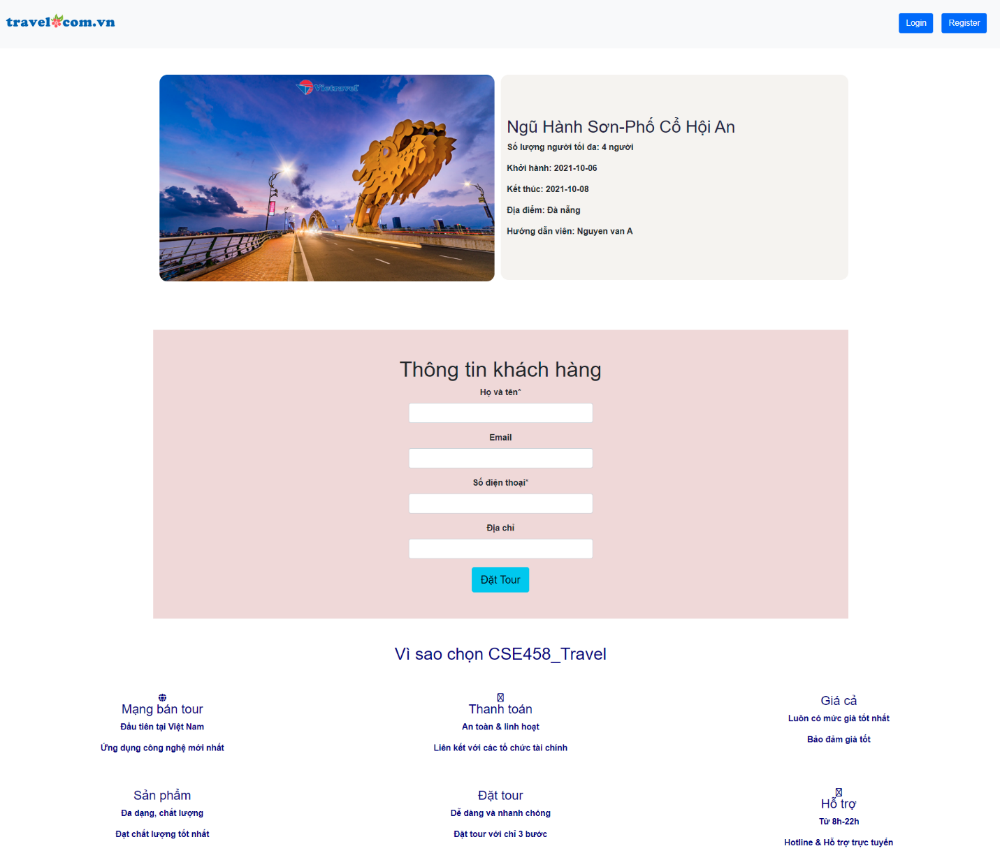 travel com.vn
Login
Register
Vietravel
Ngũ Hành Sơn-Phố Cổ Hội An
Số lượng người tối đa: 4 người
Khởi hành: 2021-10-06
Kết thúc: 2021-10-08
Địa điểm: Đà nẵng
Hướng dẫn viên: Nguyen van A
Thông tin khách hàng
Họ và tên*
Email
Số điện thoại*
Địa chỉ
Đặt Tour
Vì sao chọn CSE458_Travel
Mạng bán tour
Đầu tiên tại Việt Nam
Ứng dụng công nghệ mới nhất
Thanh toán
An toàn & linh hoạt
Liên kết với các tổ chức tài chính
Giá cả
Luôn có mức giá tốt nhất
Bảo đảm giá tốt
Sản phẩm
Đa dạng, chất lượng
Đạt chất lượng tốt nhất
Đặt tour
Dễ dàng và nhanh chóng
Đặt tour với chỉ 3 bước
Hỗ trợ
Từ 8h-22h
Hotline & Hỗ trợ trực tuyến